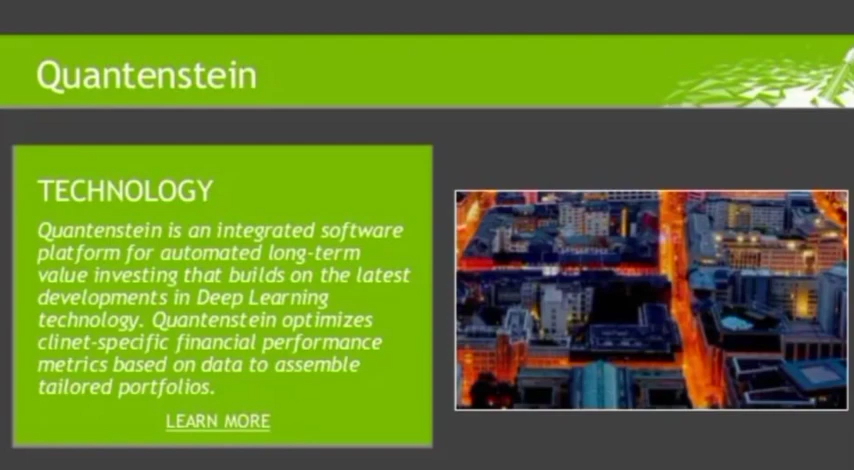 Quantenstein
TECHNOLOGY
Quantenstein is an integrated software
platform for automated long-term
value investing that builds on the latest
developments in Deep Learning
technology. Quantenstein optimizes
clinet-specific financial performance
metrics based on data to assemble
tailored portfolios.
LEARN MORE